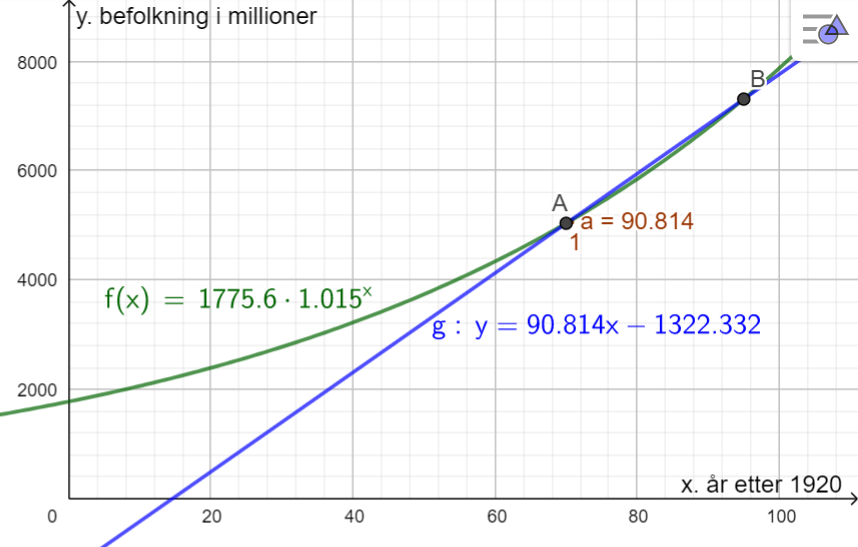 y. befolkning i millioner
8000
B
6000
A
a = 90.814
1
4000
f(x) = 1775.6 · 1.015ˣ
g : y = 90.814x − 1322.332
2000
x. år etter 1920
0 20 40 60 80 100